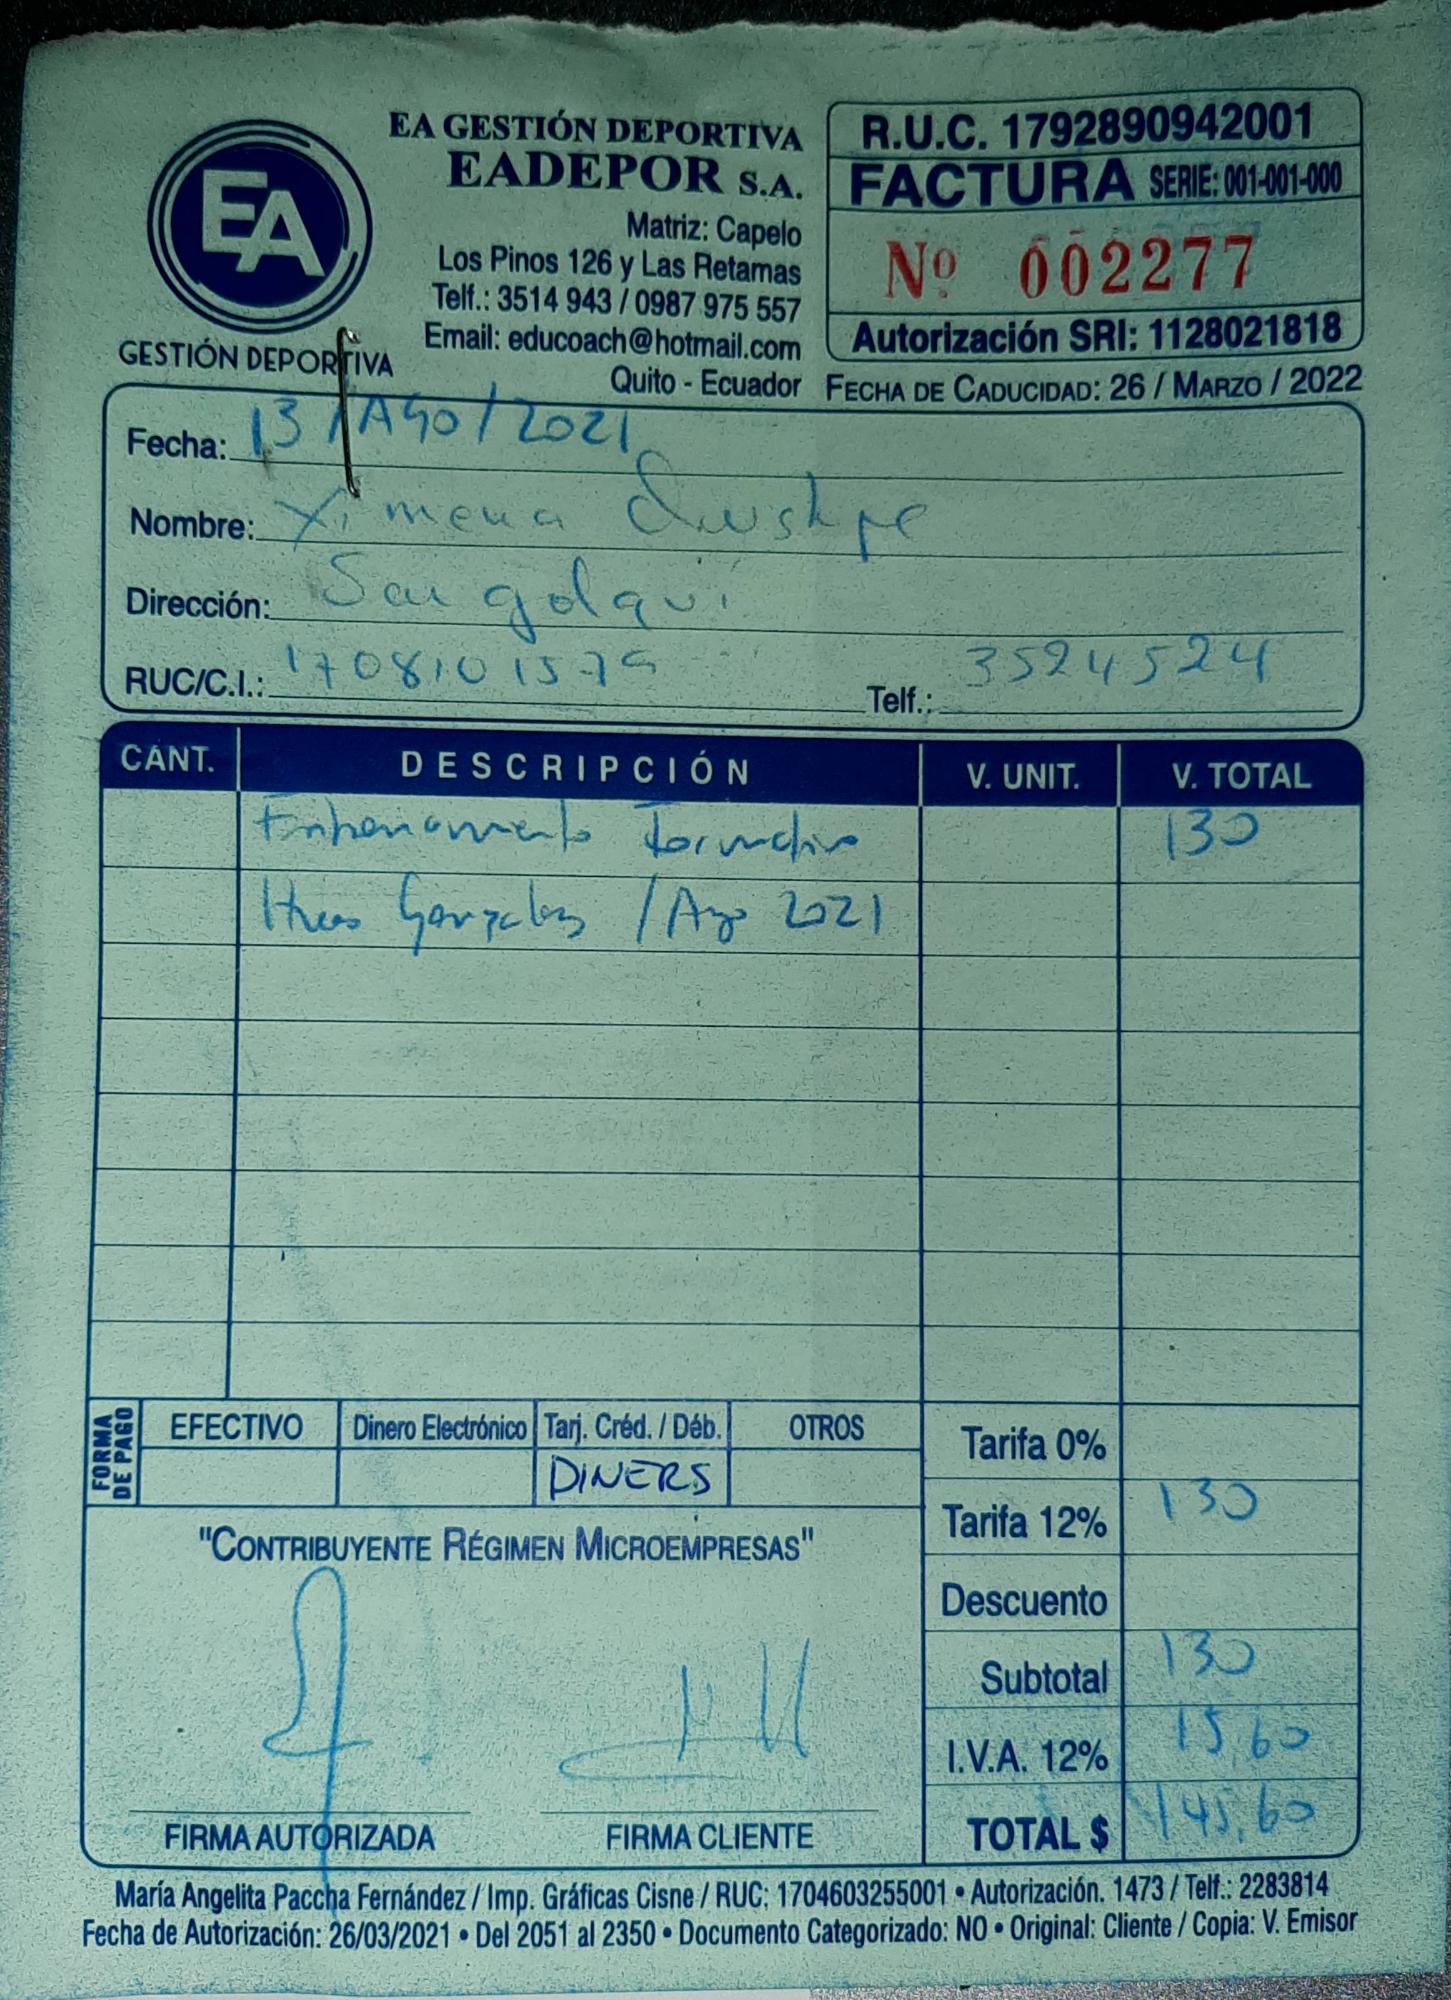 EA
GESTIÓN DEPORTIVA
EA GESTIÓN DEPORTIVA
EADEPOR S.A.
Matriz: Capelo
Los Pinos 126 y Las Retamas
Telf.: 3514 943 / 0987 975 557
Email: educoach@hotmail.com
Quito - Ecuador
R.U.C. 1792890942001
FACTURA SERIE: 001-001-000
Nº 002277
Autorización SRI: 1128021818
FECHA DE CADUCIDAD: 26 / MARZO / 2022
Fecha: 13/AGO/2021
Nombre: Ximena
Dirección: Sangolqui
RUC/C.I.: 1708101579 Telf.: 3524524
CANT. DESCRIPCIÓN V. UNIT. V. TOTAL
Entrenamiento Formativo 130
Gonzalez / Ago 2021
FORMA DE PAGO
EFECTIVO Dinero Electrónico Tarj. Créd. / Déb. OTROS
DINERS
Tarifa 0%
Tarifa 12% 130
Descuento
Subtotal 130
I.V.A. 12% 15,60
TOTAL $ 145,60
"CONTRIBUYENTE RÉGIMEN MICROEMPRESAS"
FIRMA AUTORIZADA FIRMA CLIENTE
María Angelita Paccha Fernández / Imp. Gráficas Cisne / RUC: 1704603255001 • Autorización. 1473 / Telf.: 2283814
Fecha de Autorización: 26/03/2021 • Del 2051 al 2350 • Documento Categorizado: NO • Original: Cliente / Copia: V. Emisor